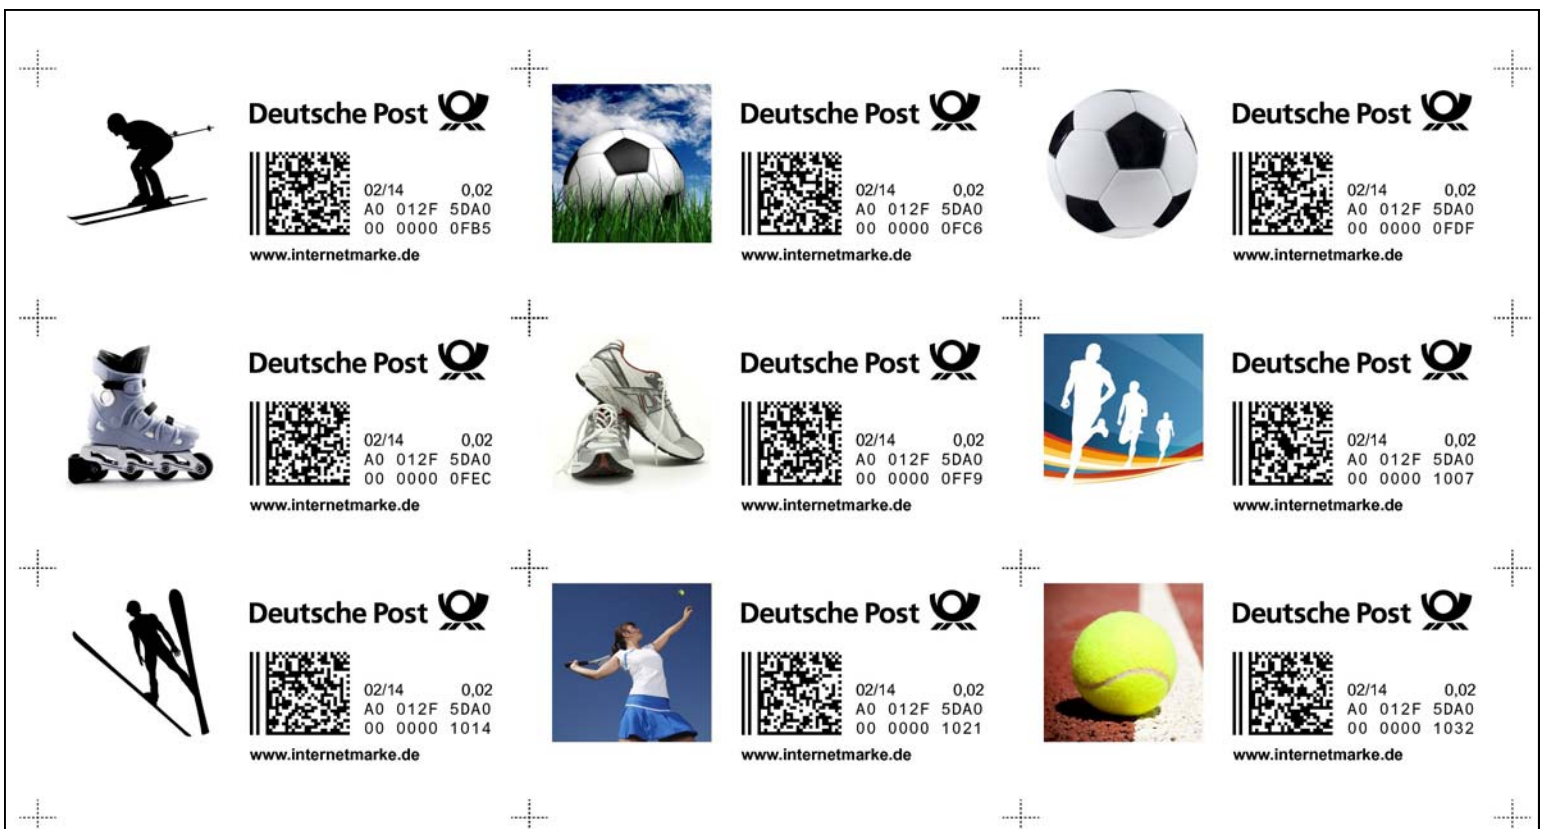 Deutsche Post
02/14 0,02
A0 012F 5DA0
00 0000 0FB5
www.internetmarke.de
Deutsche Post
02/14 0,02
A0 012F 5DA0
00 0000 0FC6
www.internetmarke.de
Deutsche Post
02/14 0,02
A0 012F 5DA0
00 0000 0FDF
www.internetmarke.de
Deutsche Post
02/14 0,02
A0 012F 5DA0
00 0000 0FEC
www.internetmarke.de
Deutsche Post
02/14 0,02
A0 012F 5DA0
00 0000 0FF9
www.internetmarke.de
Deutsche Post
02/14 0,02
A0 012F 5DA0
00 0000 1007
www.internetmarke.de
Deutsche Post
02/14 0,02
A0 012F 5DA0
00 0000 1014
www.internetmarke.de
Deutsche Post
02/14 0,02
A0 012F 5DA0
00 0000 1021
www.internetmarke.de
Deutsche Post
02/14 0,02
A0 012F 5DA0
00 0000 1032
www.internetmarke.de